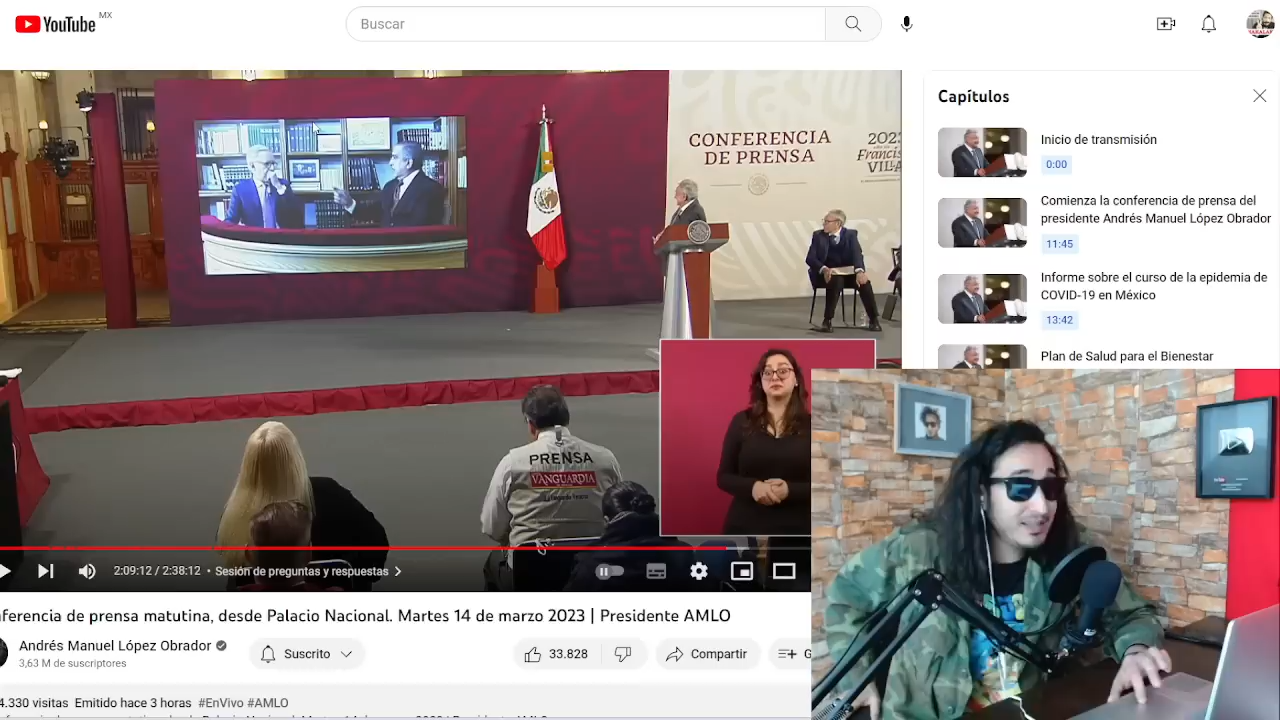 YouTube MX
Buscar
Capítulos
Inicio de transmisión
0:00
Comienza la conferencia de prensa del
presidente Andrés Manuel López Obrador
11:45
Informe sobre el curso de la epidemia de
COVID-19 en México
13:42
Plan de Salud para el Bienestar
CONFERENCIA
DE PRENSA
PRENSA
VANGUARDIA
2:09:12 / 2:38:12 • Sesión de preguntas y respuestas
ferencia de prensa matutina, desde Palacio Nacional. Martes 14 de marzo 2023 | Presidente AMLO
Andrés Manuel López Obrador
3,63 M de suscriptores
Suscrito
33.828
Compartir
4.330 visitas Emitido hace 3 horas #EnVivo #AMLO